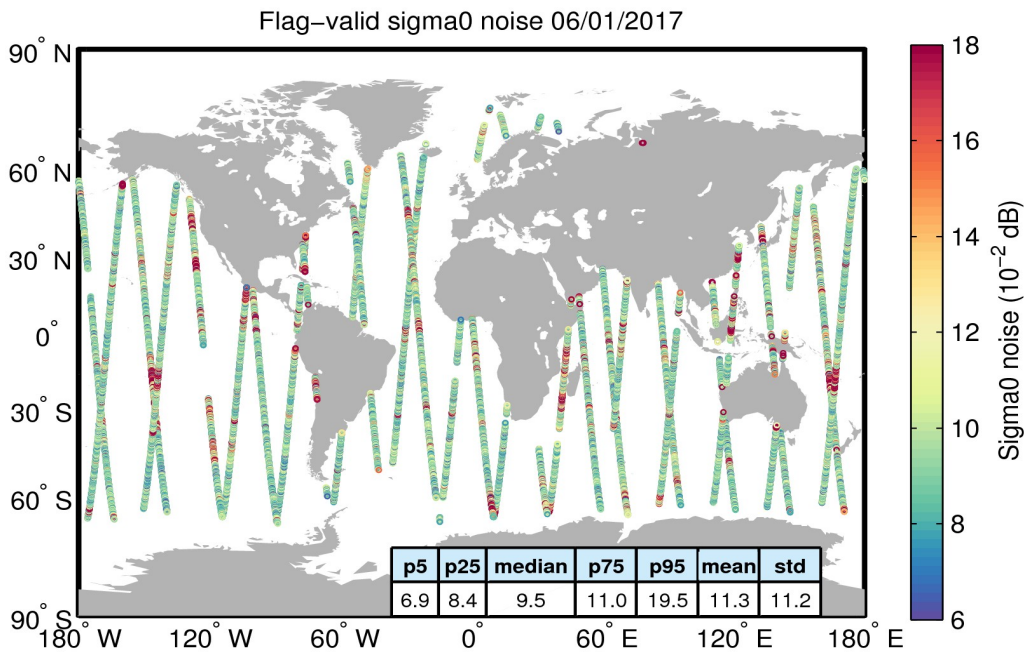 Flag−valid sigma0 noise 06/01/2017
90° N
60° N
30° N
0°
30° S
60° S
90° S
180° W
120° W
60° W
0°
60° E
120° E
180° E
p5 p25 median p75 p95 mean std
6.9 8.4 9.5 11.0 19.5 11.3 11.2
18
16
14
12
10
8
6
Sigma0 noise (10⁻² dB)